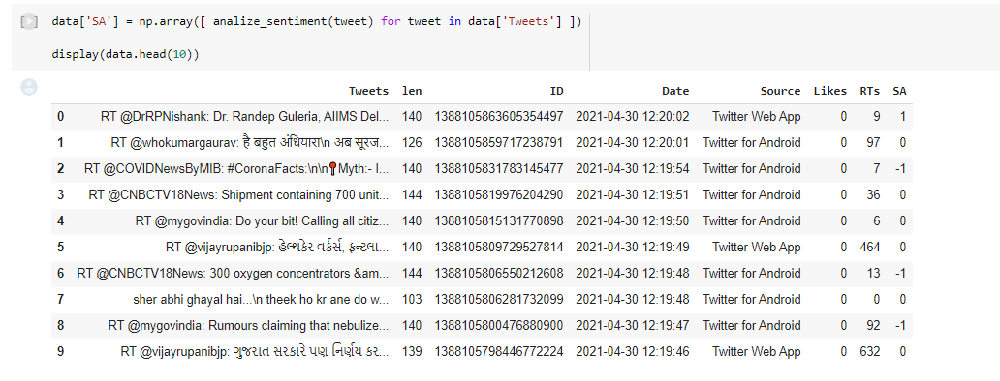 data['SA'] = np.array([ analize_sentiment(tweet) for tweet in data['Tweets'] ])
display(data.head(10))
Tweets len ID Date Source Likes RTs SA
0 RT @DrRPNishank: Dr. Randep Guleria, AIIMS Del... 140 1388105863605354497 2021-04-30 12:20:02 Twitter Web App 0 9 1
1 RT @whokumargaurav: है बहुत अंधियारा\n अब सूरज... 126 1388105859717238791 2021-04-30 12:20:01 Twitter for Android 0 97 0
2 RT @COVIDNewsByMIB: #CoronaFacts:\n\n📍Myth:- I... 140 1388105831783145477 2021-04-30 12:19:54 Twitter for Android 0 7 -1
3 RT @CNBCTV18News: Shipment containing 700 unit... 144 1388105819976204290 2021-04-30 12:19:51 Twitter for Android 0 36 0
4 RT @mygovindia: Do your bit! Calling all citiz... 140 1388105815131770898 2021-04-30 12:19:50 Twitter for Android 0 6 0
5 RT @vijayrupanibjp: હેલ્થકેર વર્કર્સ, ફ્રન્ટલા... 140 1388105809729527814 2021-04-30 12:19:49 Twitter Web App 0 464 0
6 RT @CNBCTV18News: 300 oxygen concentrators &am... 144 1388105806550212608 2021-04-30 12:19:48 Twitter for Android 0 13 -1
7 sher abhi ghayal hai...\n theek ho kr ane do w... 103 1388105806281732099 2021-04-30 12:19:48 Twitter for Android 0 0 0
8 RT @mygovindia: Rumours claiming that nebulize... 140 1388105800476880900 2021-04-30 12:19:47 Twitter for Android 0 92 -1
9 RT @vijayrupanibjp: ગુજરાત સરકારે પણ નિર્ણય કર... 139 1388105798446772224 2021-04-30 12:19:46 Twitter Web App 0 632 0